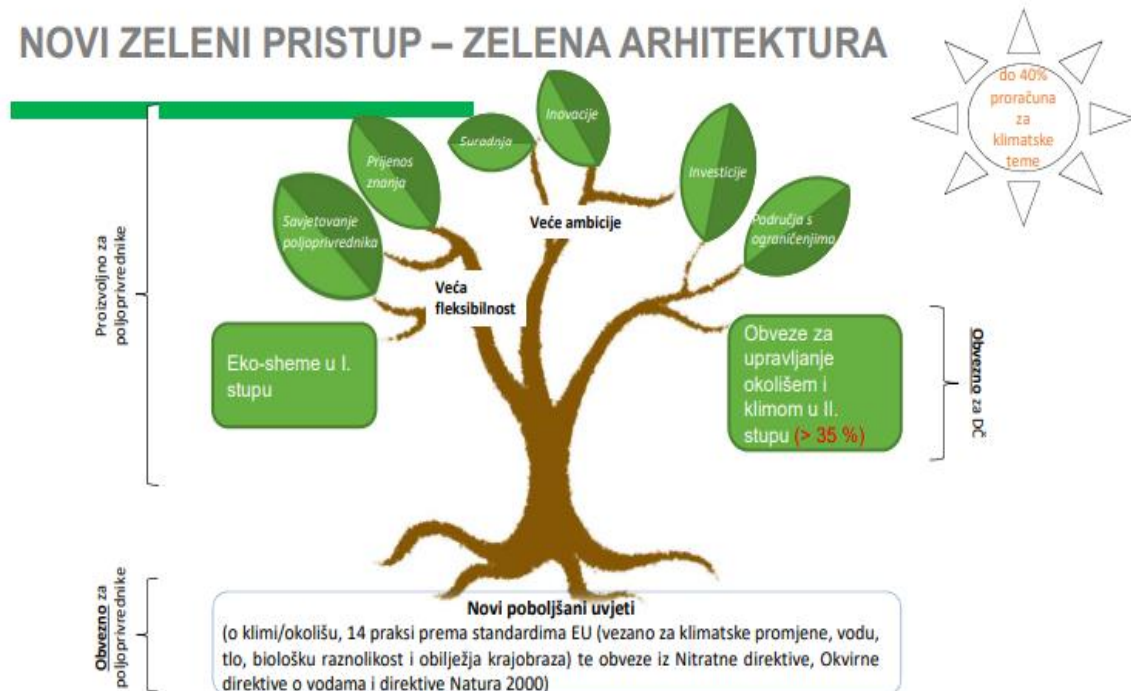 NOVI ZELENI PRISTUP – ZELENA ARHITEKTURA
do 40%
proračuna
za
klimatske
teme
Inovacije
Suradnja
Prijenos
znanja
Investicije
Savjetovanje
poljoprivrednika
Veće ambicije
Područja s
ograničenjima
Proizvoljno za
poljoprivrednike
Veća
fleksibilnost
Eko-sheme u I.
stupu
Obveze za
upravljanje
okolišem i
klimom u II.
stupu (> 35 %)
Obvezno za DČ
Obvezno za
poljoprivrednike
Novi poboljšani uvjeti
(o klimi/okolišu, 14 praksi prema standardima EU (vezano za klimatske promjene, vodu,
tlo, biološku raznolikost i obilježja krajobraza) te obveze iz Nitratne direktive, Okvirne
direktive o vodama i direktive Natura 2000)